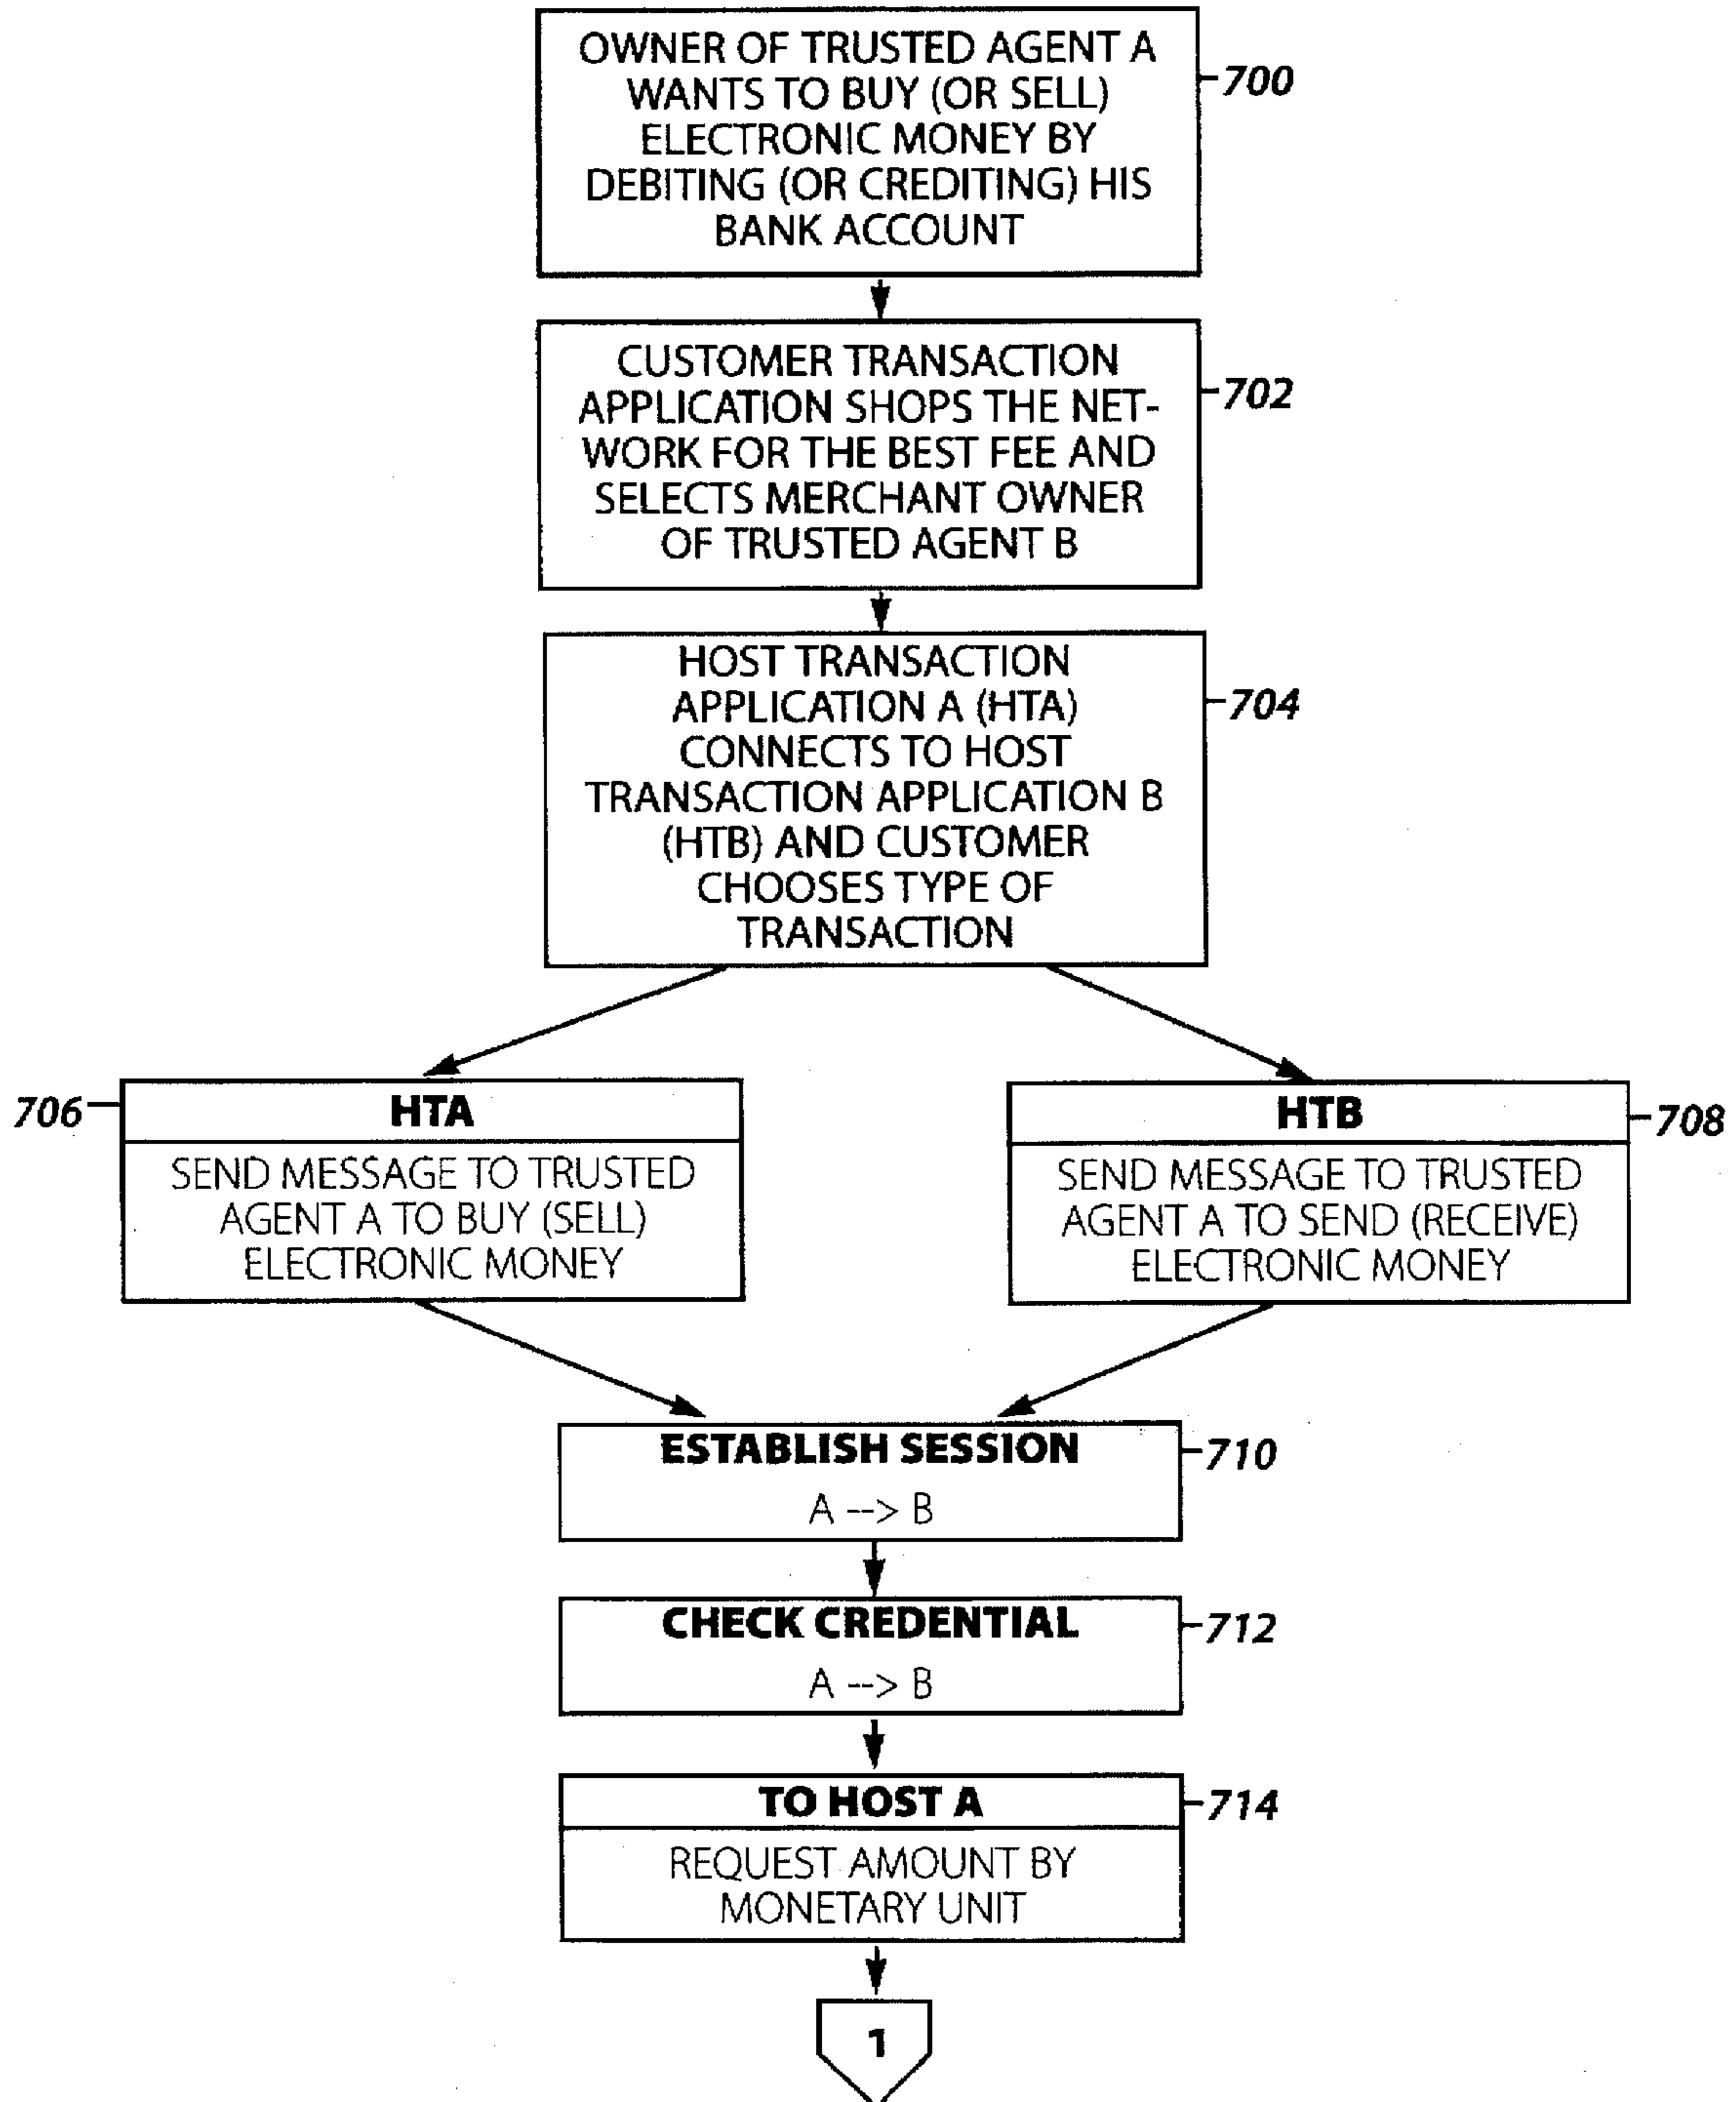 OWNER OF TRUSTED AGENT A
WANTS TO BUY (OR SELL)
ELECTRONIC MONEY BY
DEBITING (OR CREDITING) HIS
BANK ACCOUNT
700
CUSTOMER TRANSACTION
APPLICATION SHOPS THE NET-
WORK FOR THE BEST FEE AND
SELECTS MERCHANT OWNER
OF TRUSTED AGENT B
702
HOST TRANSACTION
APPLICATION A (HTA)
CONNECTS TO HOST
TRANSACTION APPLICATION B
(HTB) AND CUSTOMER
CHOOSES TYPE OF
TRANSACTION
704
706
HTA
SEND MESSAGE TO TRUSTED
AGENT A TO BUY (SELL)
ELECTRONIC MONEY
HTB
708
SEND MESSAGE TO TRUSTED
AGENT A TO SEND (RECEIVE)
ELECTRONIC MONEY
ESTABLISH SESSION
710
A --> B
CHECK CREDENTIAL
712
A --> B
TO HOST A
714
REQUEST AMOUNT BY
MONETARY UNIT
1